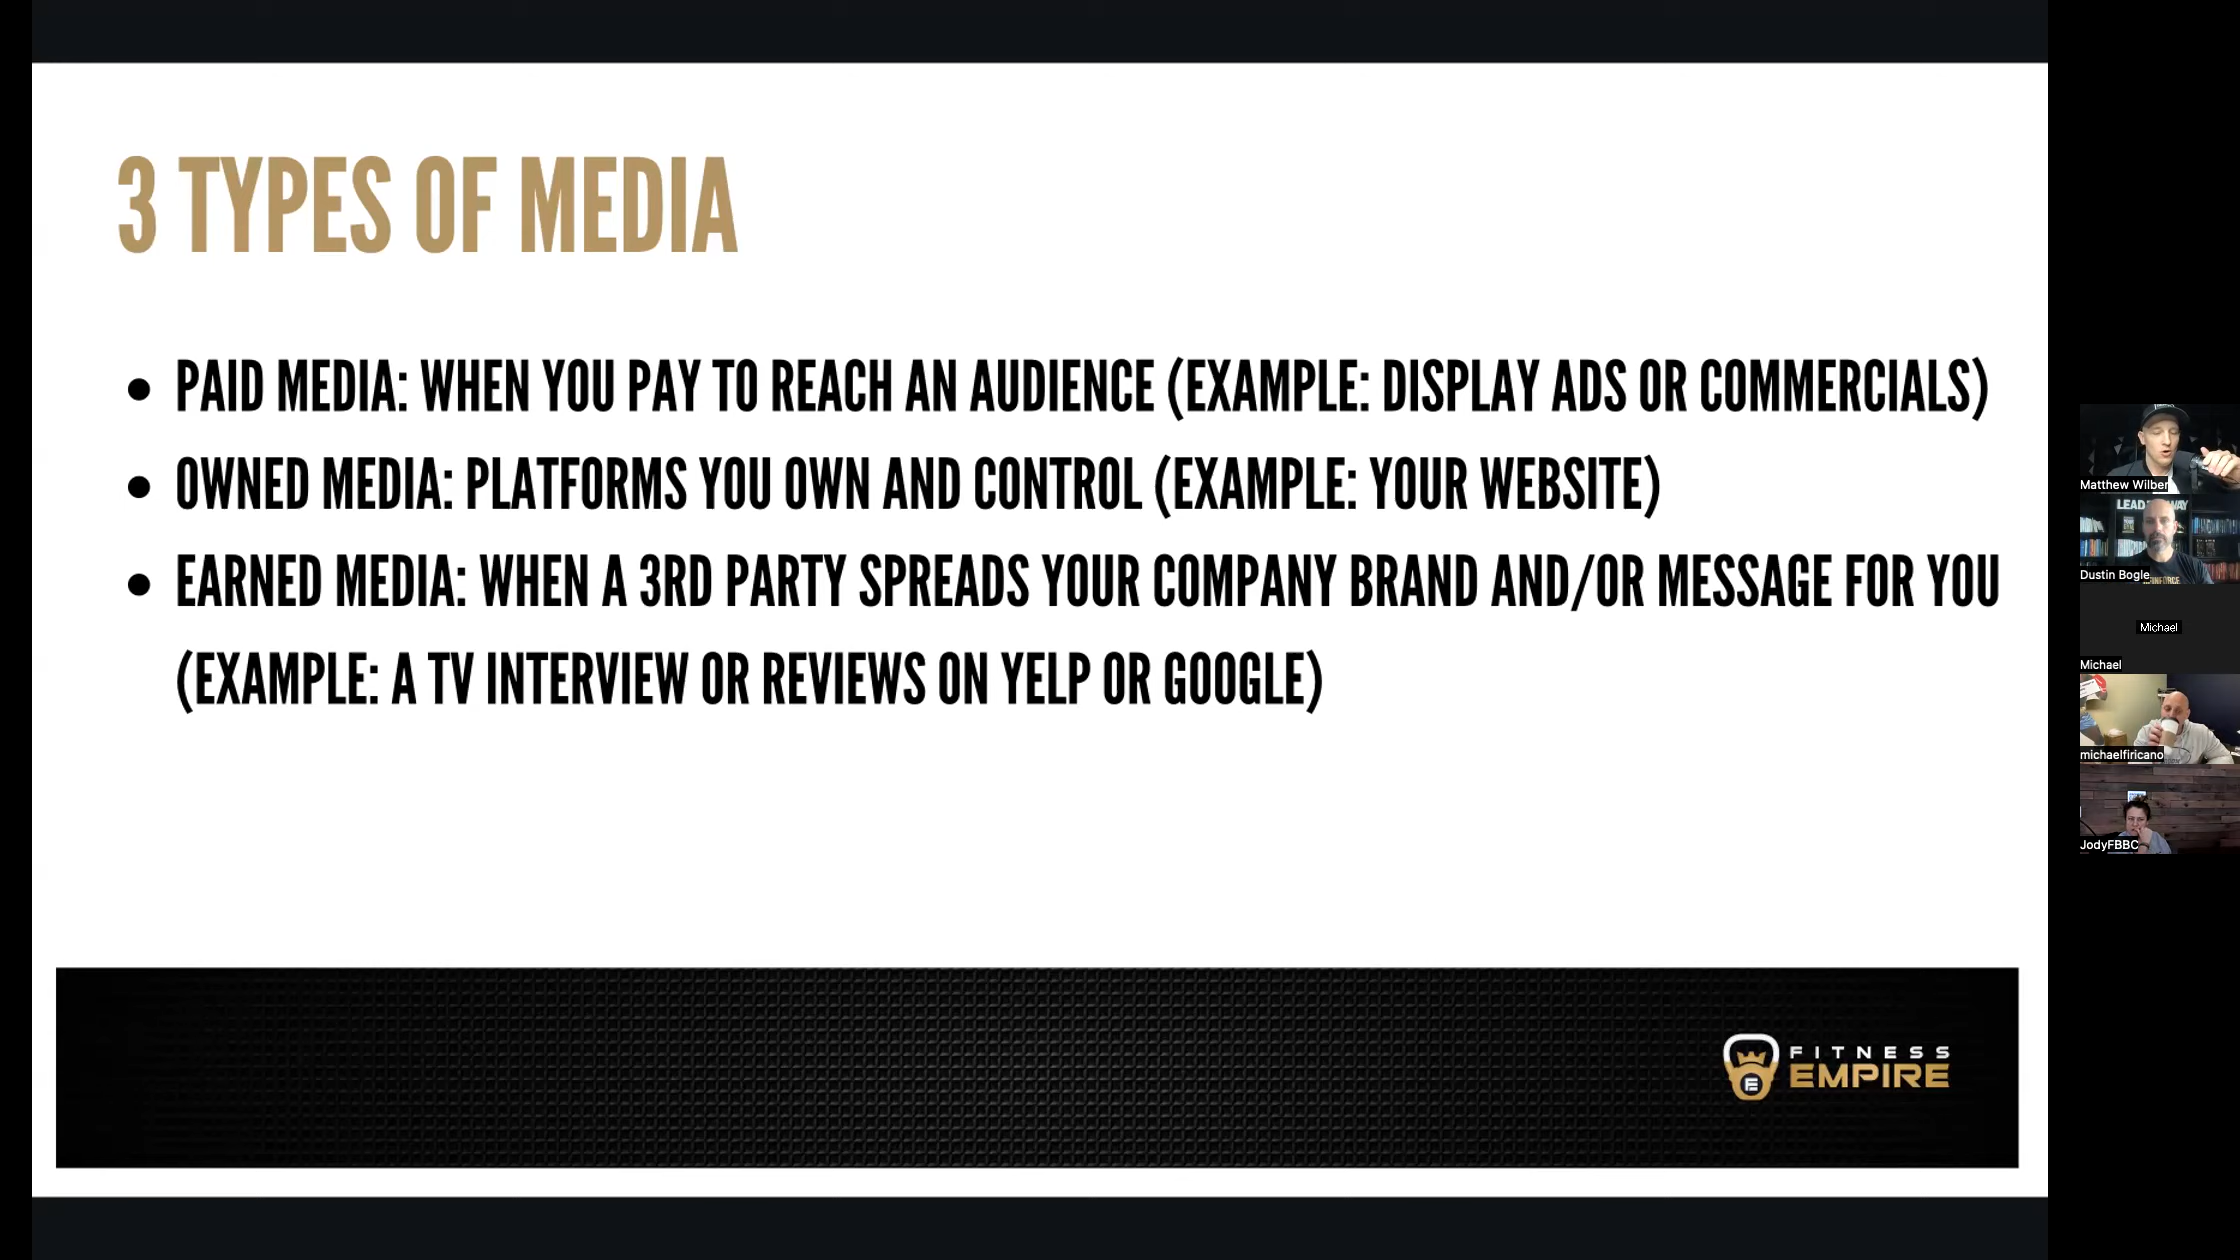 3 TYPES OF MEDIA
PAID MEDIA: WHEN YOU PAY TO REACH AN AUDIENCE (EXAMPLE: DISPLAY ADS OR COMMERCIALS)
OWNED MEDIA: PLATFORMS YOU OWN AND CONTROL (EXAMPLE: YOUR WEBSITE)
EARNED MEDIA: WHEN A 3RD PARTY SPREADS YOUR COMPANY BRAND AND/OR MESSAGE FOR YOU
(EXAMPLE: A TV INTERVIEW OR REVIEWS ON YELP OR GOOGLE)
FITNESS
EMPIRE
Matthew Wilber
LEAD WAY
Dustin Bogle
Michael
Michael
michaelfiricano
JodyFBBC